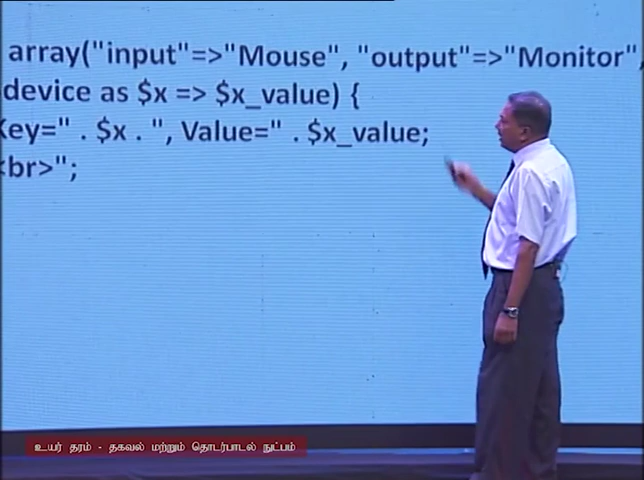 array("input"=>"Mouse", "output"=>"Monitor",
device as $x => $x_value) {
Key=" . $x . ", Value=" . $x_value;
<br>";
உயர் தரம் - தகவல் மற்றும் தொடர்பாடல் நுட்பம்